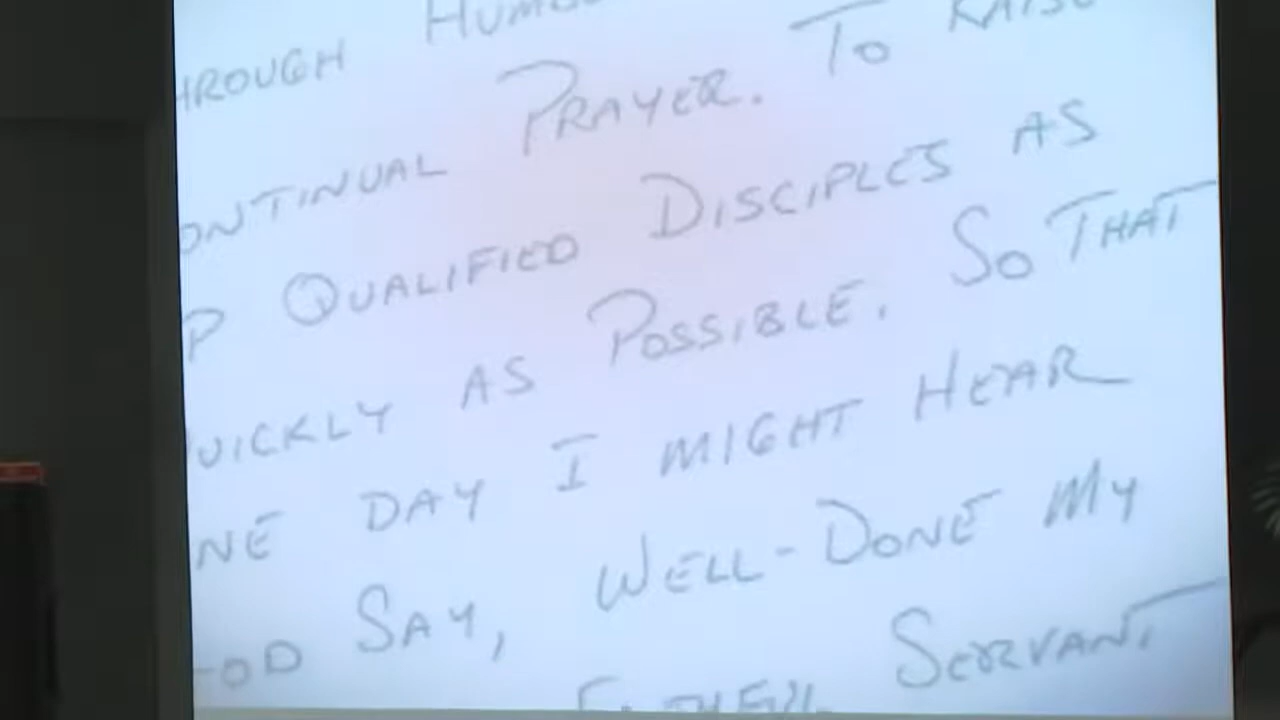 HROUGH HUM
ONTINUAL PRAYER. TO RAISE
P QUALIFIED DISCIPLES AS
UICKLY AS POSSIBLE. SO THAT
NE DAY I MIGHT HEAR
OD SAY, WELL-DONE MY
SERVANT